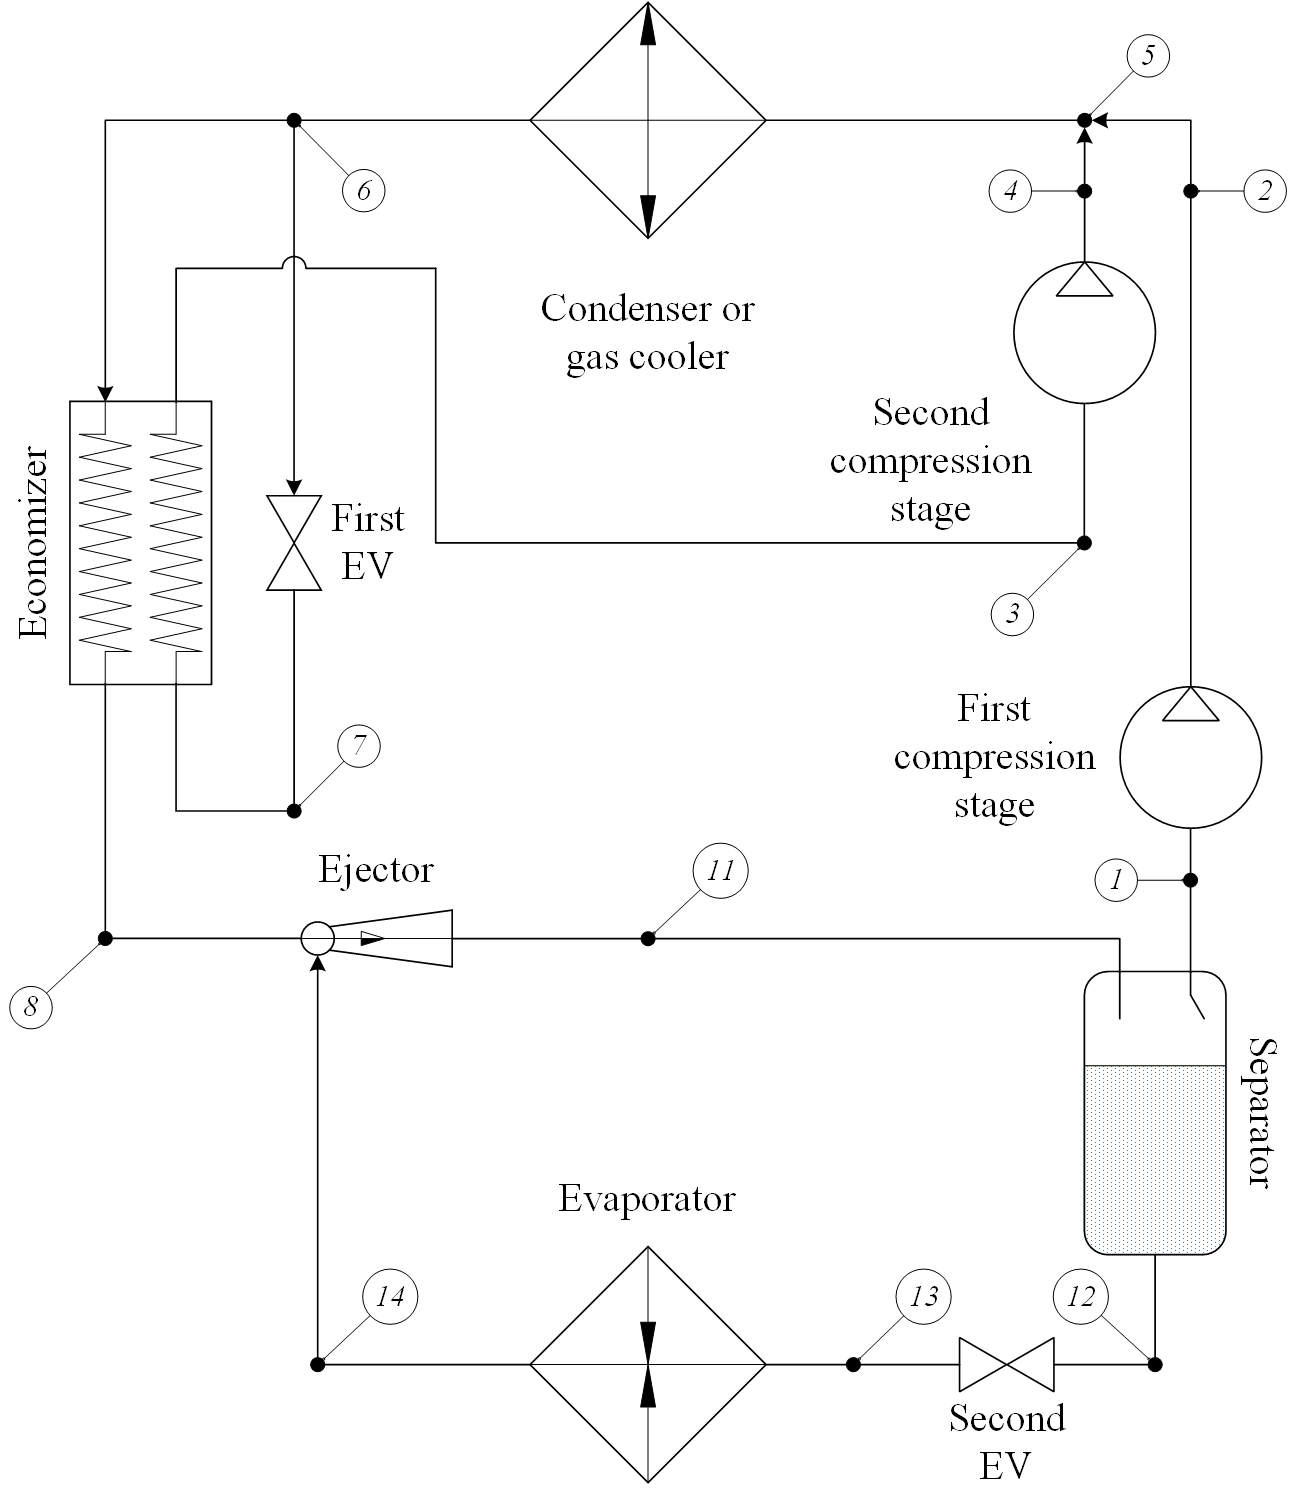 5
6
4
2
Condenser or
gas cooler
Second
compression
stage
Economizer
First
EV
3
First
compression
stage
7
Ejector
11
1
8
Separator
Evaporator
14
13
12
Second
EV